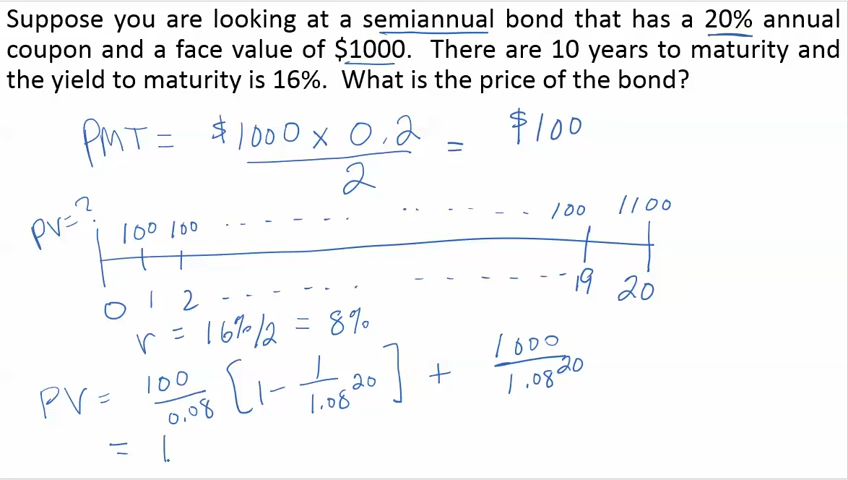 Suppose you are looking at a semiannual bond that has a 20% annual
coupon and a face value of $1000. There are 10 years to maturity and
the yield to maturity is 16%. What is the price of the bond?
PMT = $1000 x 0.2 / 2 = $100
PV=? 100 100 ------ ------ 100 1100
0 1 2 ------ ------ 19 20
r = 16%/2 = 8%
PV = 100/0.08 [1 - 1/1.08^20] + 1000/1.08^20
= 1.